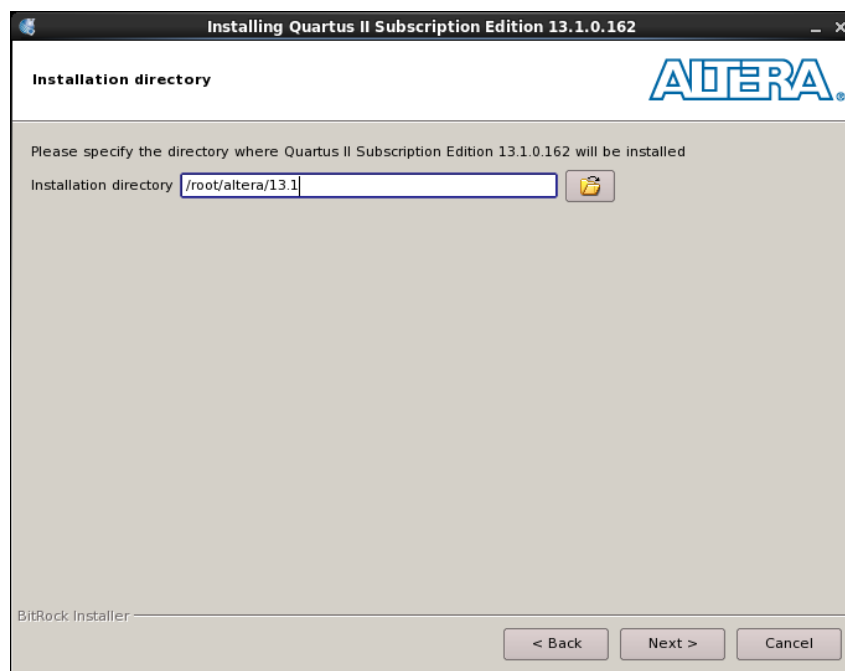 Installing Quartus II Subscription Edition 13.1.0.162
Installation directory
ALTERA®
Please specify the directory where Quartus II Subscription Edition 13.1.0.162 will be installed
Installation directory /root/altera/13.1
BitRock Installer
< Back Next > Cancel